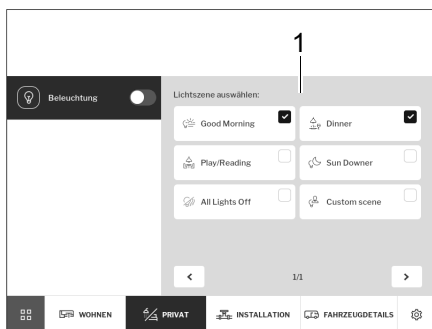 1
Beleuchtung
Lichtszene auswählen:
Good Morning
Dinner
Play/Reading
Sun Downer
All Lights Off
Custom scene
< 1/1 >
WOHNEN PRIVAT INSTALLATION FAHRZEUGDETAILS